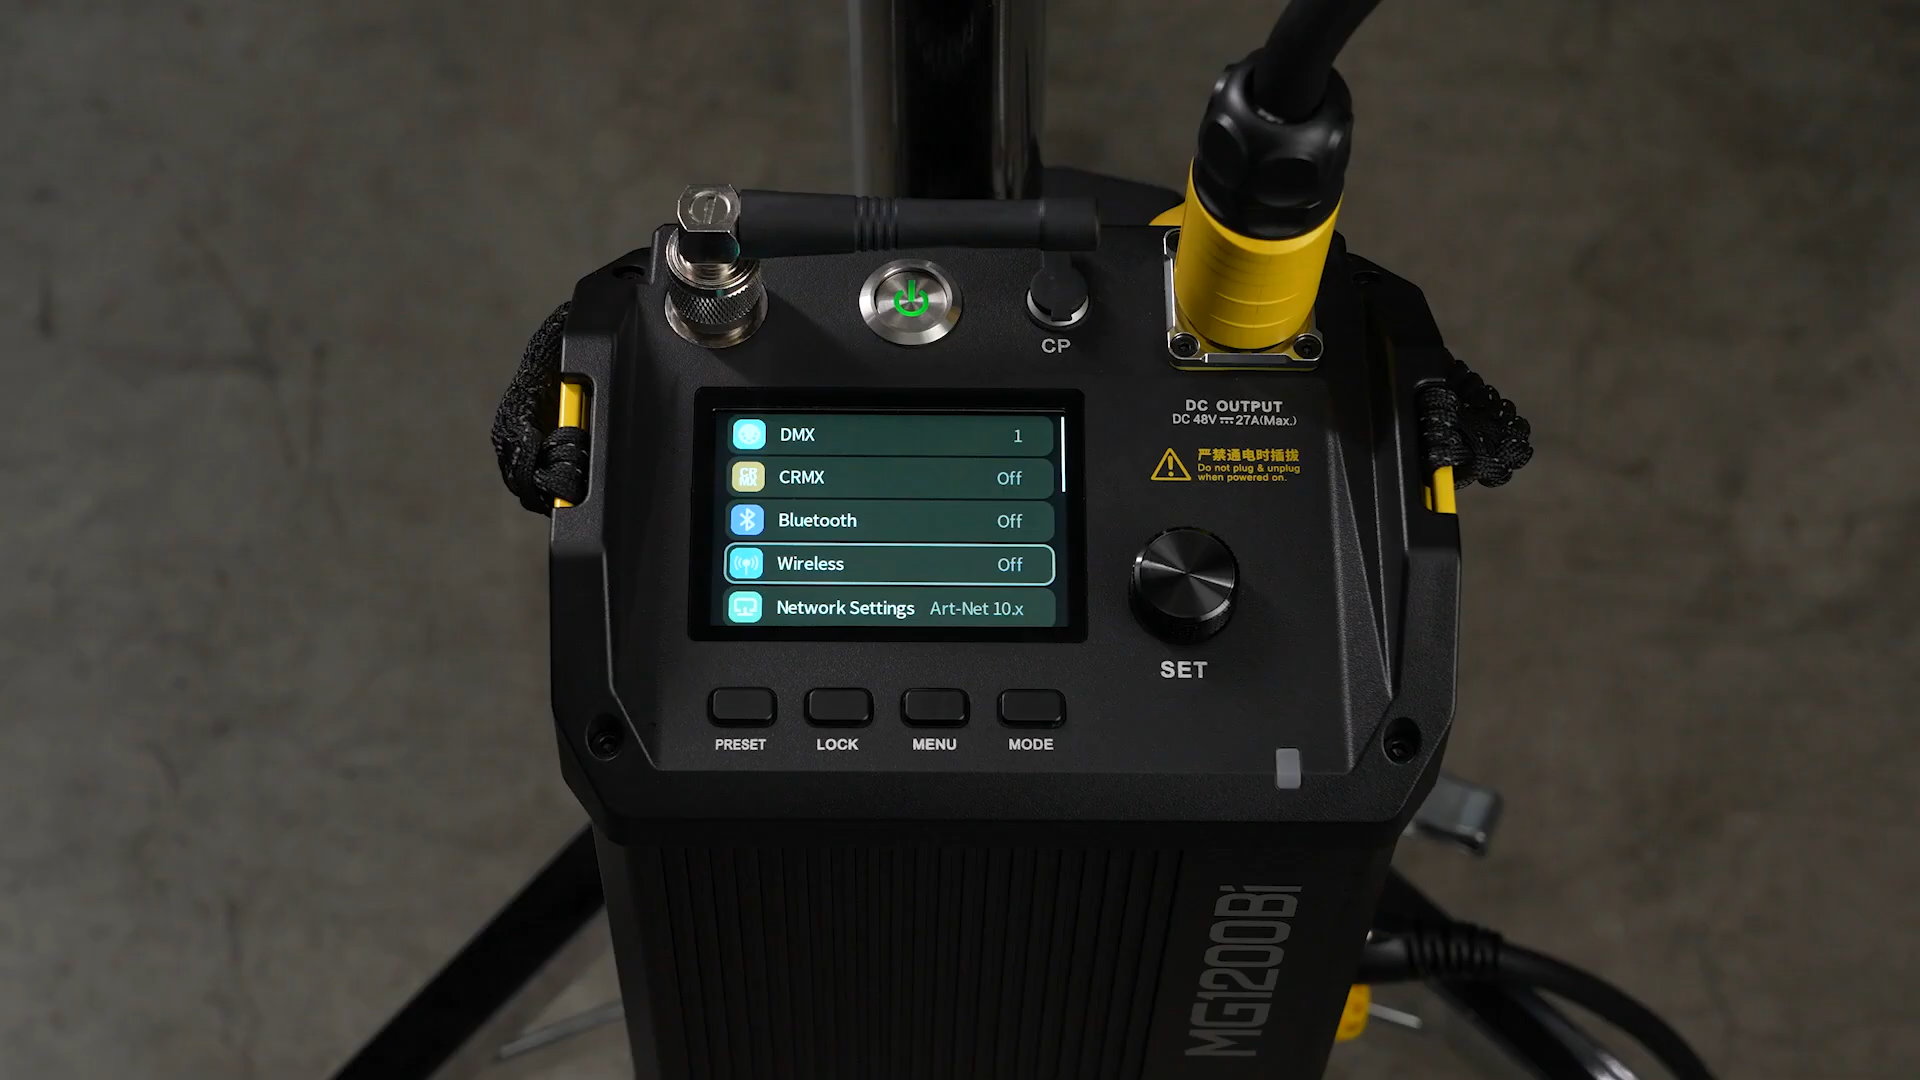 CP
DC OUTPUT
DC 48V⎓27A(Max.)
严禁通电时插拔
Do not plug & unplug
when powered on.
DMX 1
CR
MX
CRMX Off
Bluetooth Off
Wireless Off
Network Settings Art-Net 10.x
SET
PRESET LOCK MENU MODE
MG1200Bi